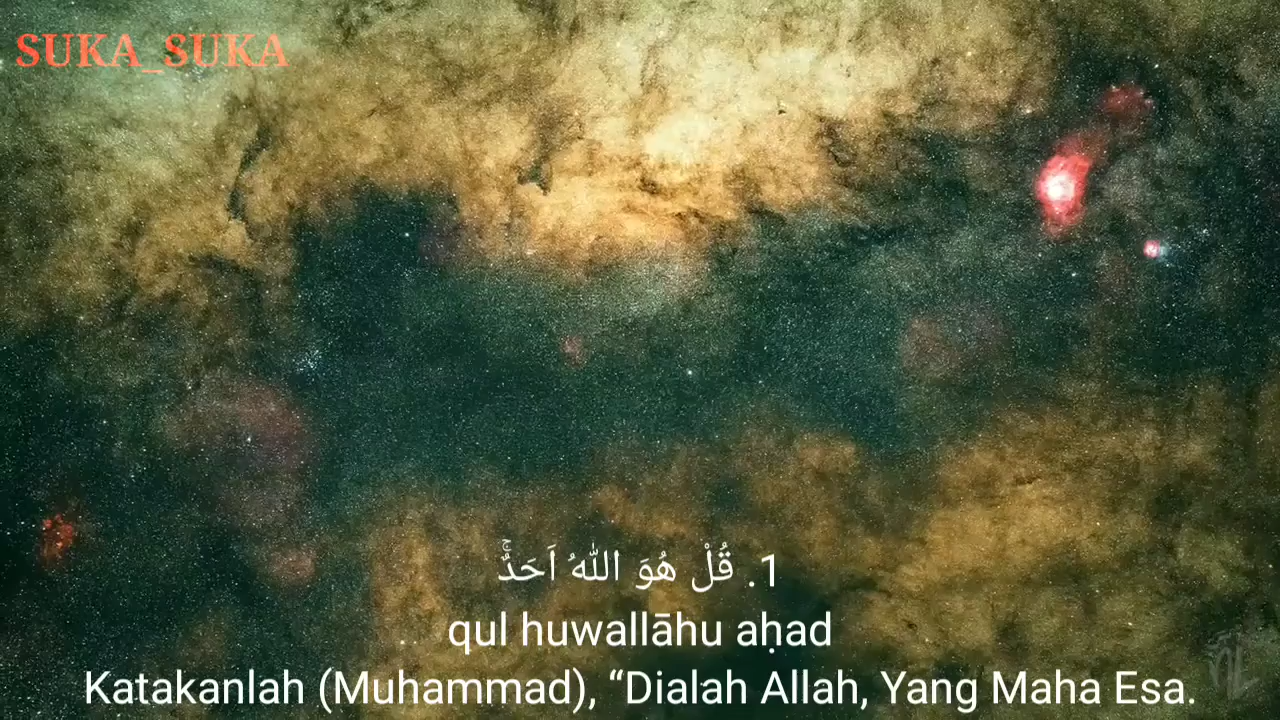 SUKA_SUKA
1. قُلْ هُوَ اللّٰهُ اَحَدٌۚ
qul huwallāhu aḥad
Katakanlah (Muhammad), “Dialah Allah, Yang Maha Esa.